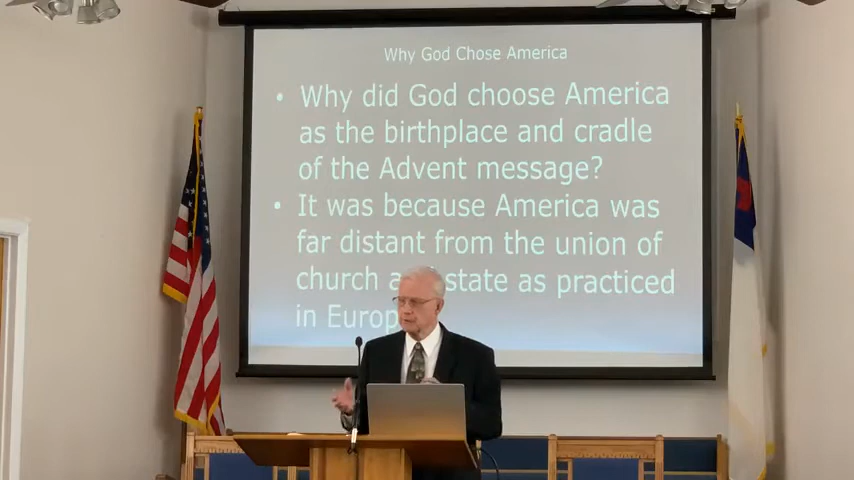 Why God Chose America
• Why did God choose America
as the birthplace and cradle
of the Advent message?
• It was because America was
far distant from the union of
church a state as practiced
in Europ